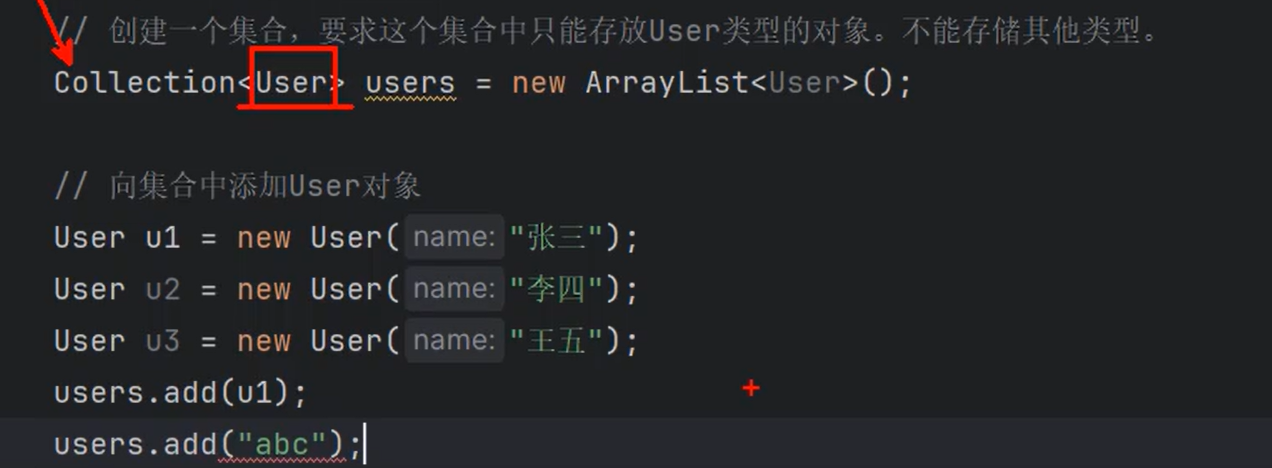 // 创建一个集合，要求这个集合中只能存放User类型的对象。不能存储其他类型。
Collection<User> users = new ArrayList<User>();
// 向集合中添加User对象
User u1 = new User( name: "张三");
User u2 = new User( name: "李四");
User u3 = new User( name: "王五");
users.add(u1);
users.add("abc");